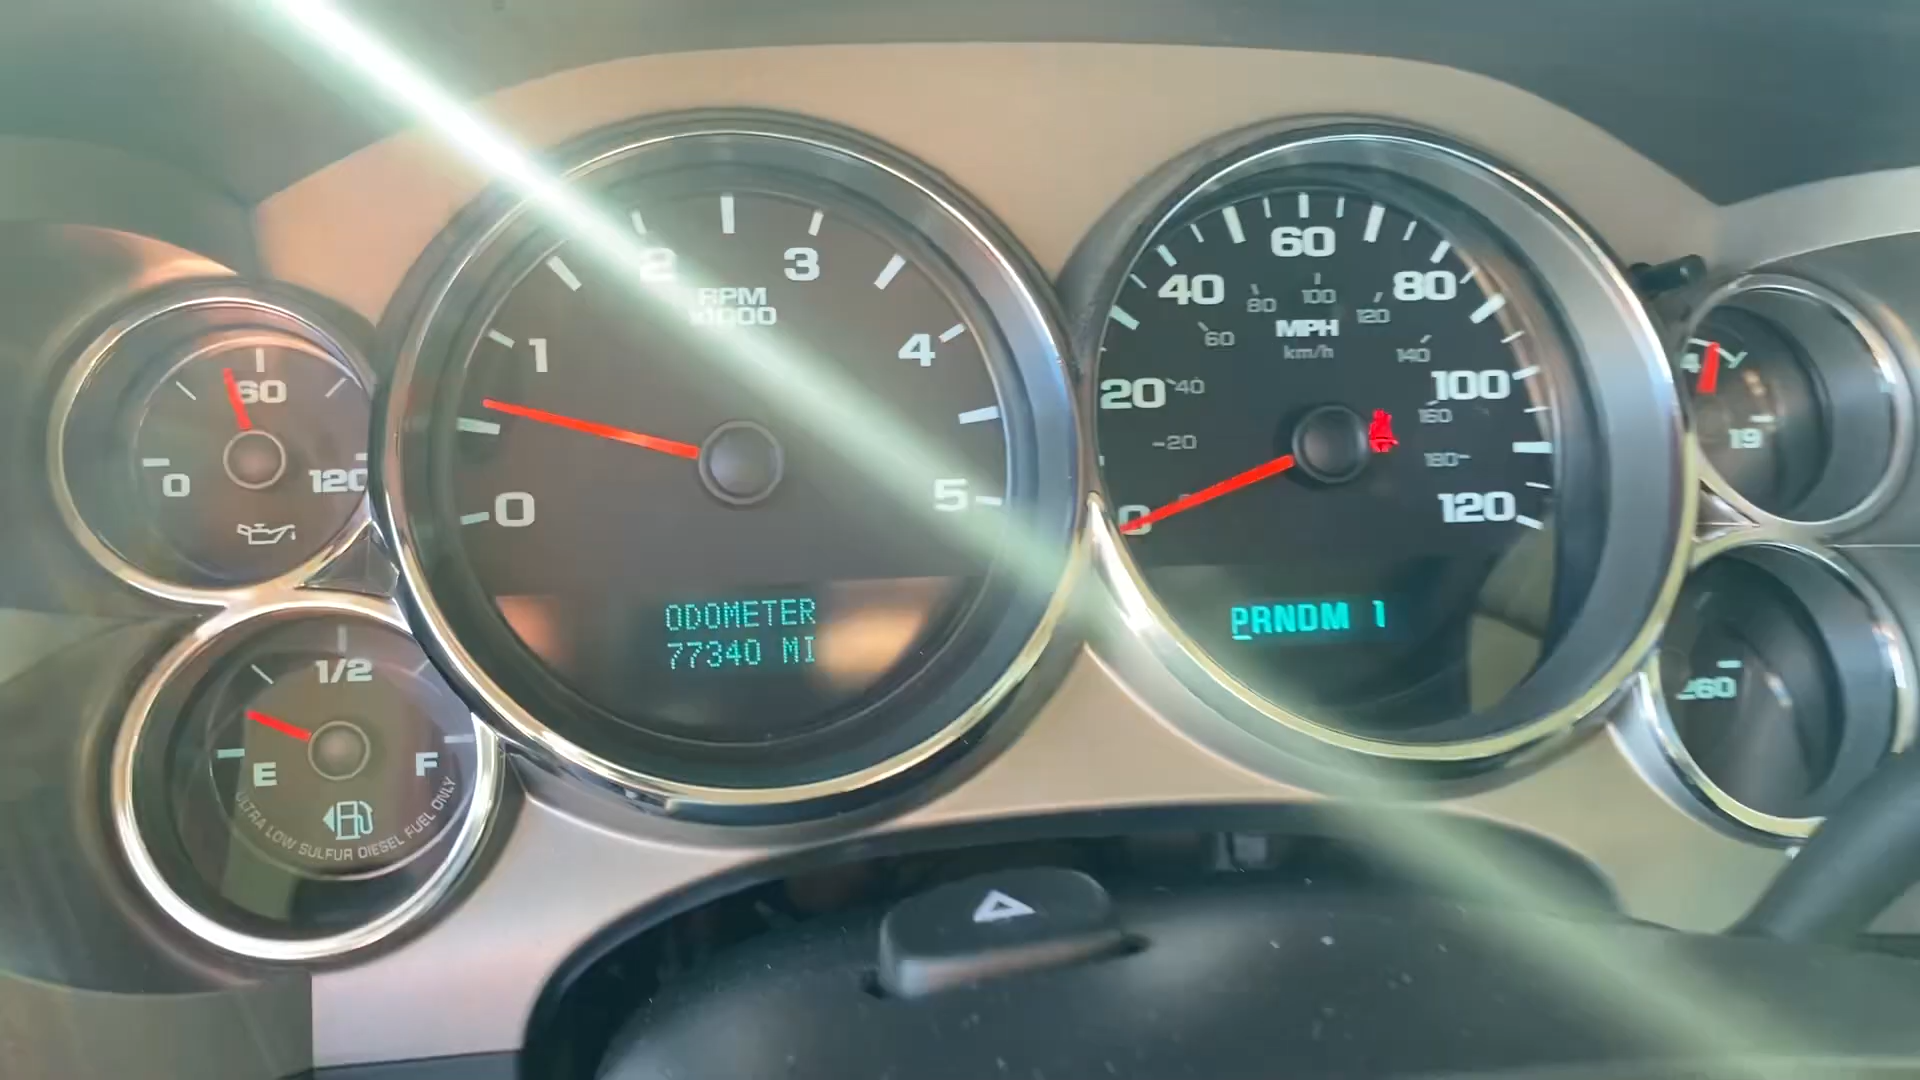 60
0
120
1/2
E
F
ULTRA LOW SULFUR DIESEL FUEL ONLY
0
1
2
3
4
5
RPM
x1000
ODOMETER
77340 MI
0
20
40
60
80
100
120
20
40
60
80
100
120
140
160
180
MPH
km/h
PRNDM 1
19
260